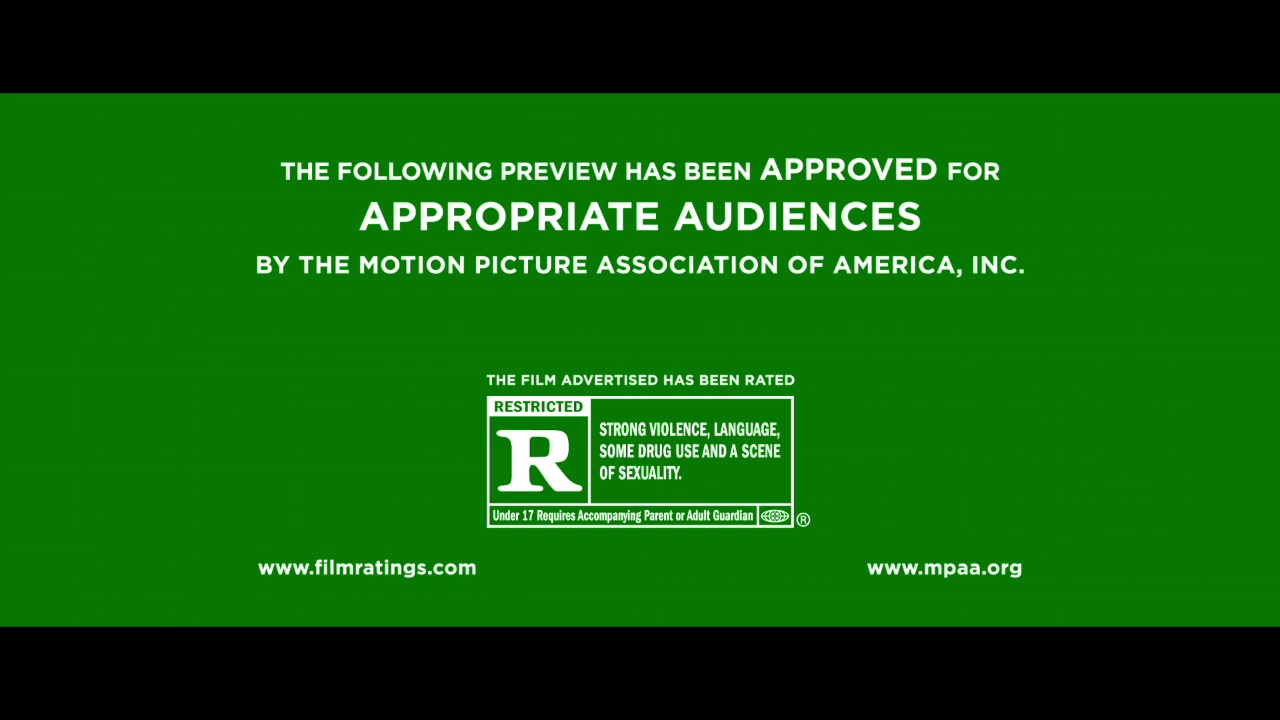 THE FOLLOWING PREVIEW HAS BEEN APPROVED FOR
APPROPRIATE AUDIENCES
BY THE MOTION PICTURE ASSOCIATION OF AMERICA, INC.
THE FILM ADVERTISED HAS BEEN RATED
RESTRICTED
R
STRONG VIOLENCE, LANGUAGE,
SOME DRUG USE AND A SCENE
OF SEXUALITY.
Under 17 Requires Accompanying Parent or Adult Guardian
®
www.filmratings.com
www.mpaa.org